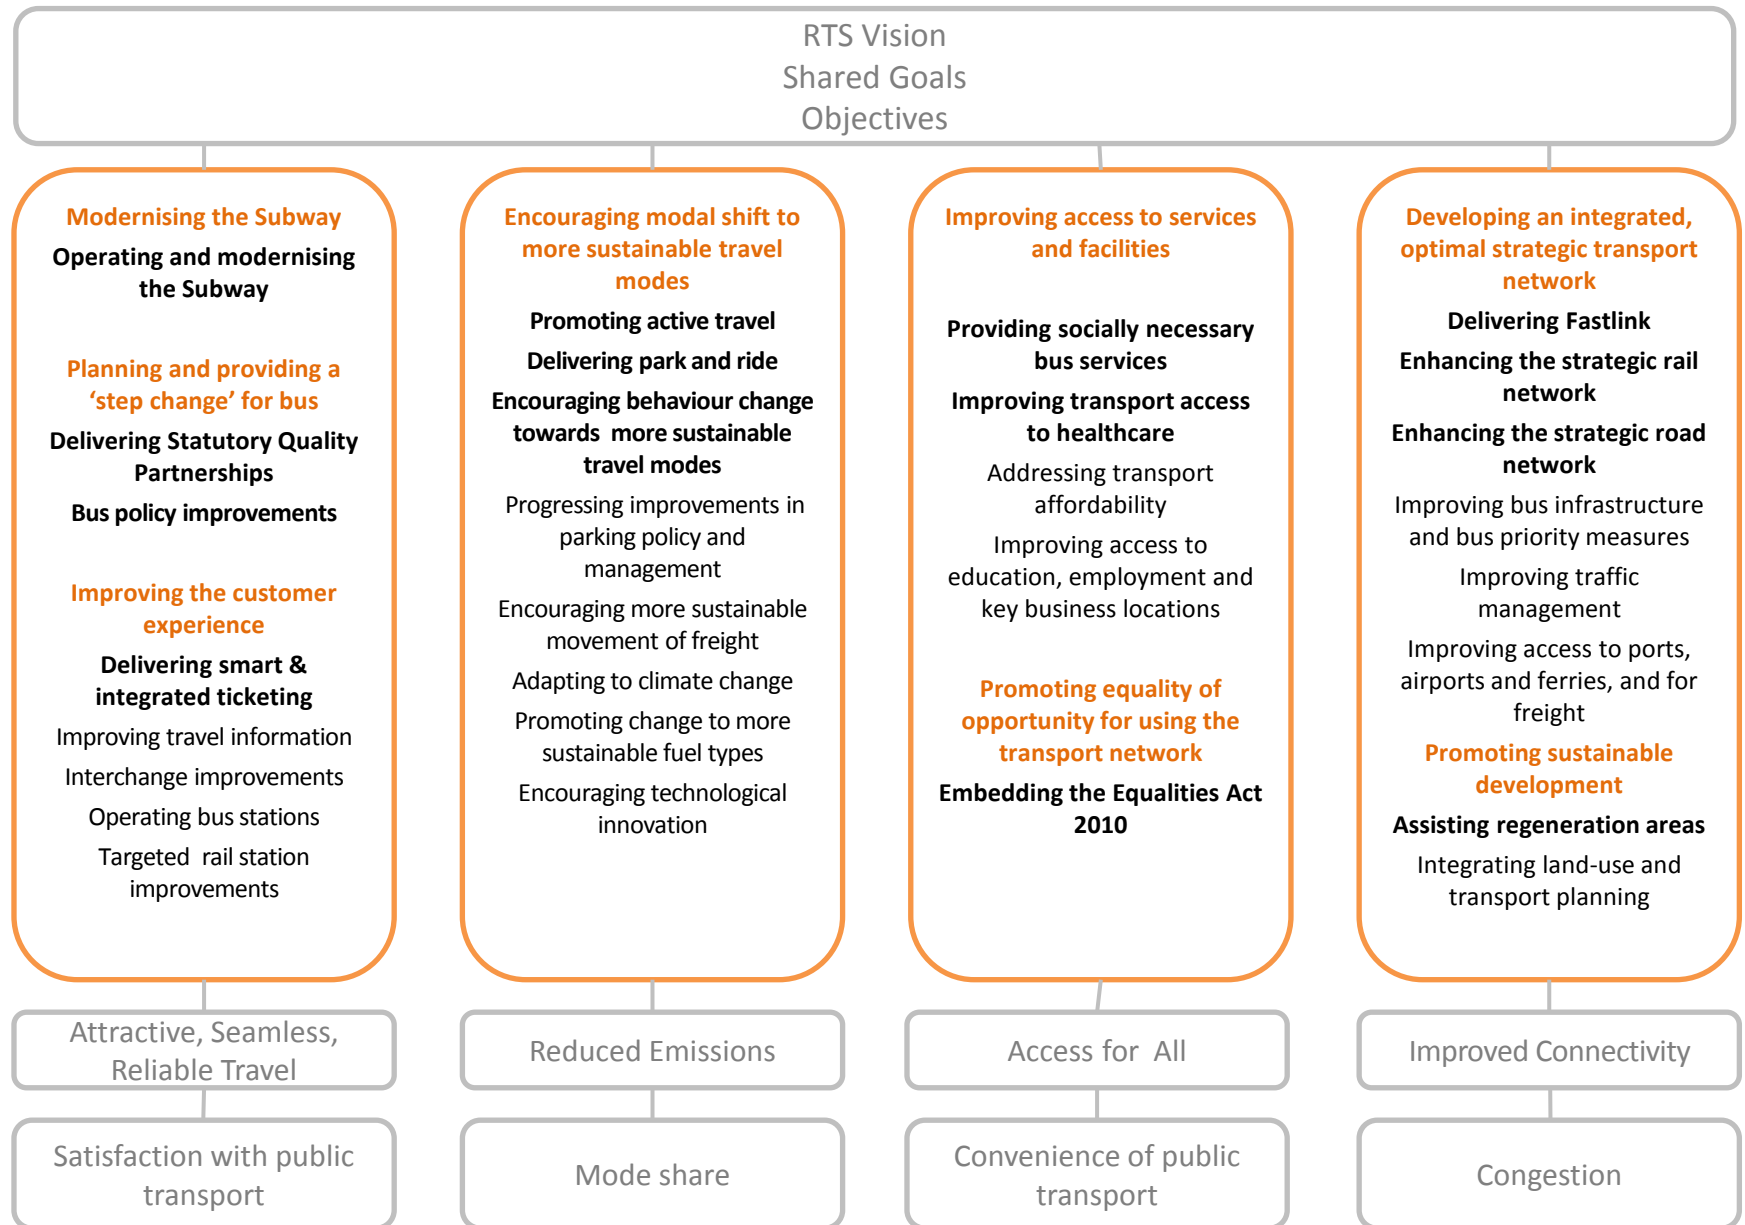 RTS Vision
Shared Goals
Objectives
Modernising the Subway
Operating and modernising
the Subway
Planning and providing a
‘step change’ for bus
Delivering Statutory Quality
Partnerships
Bus policy improvements
Improving the customer
experience
Delivering smart &
integrated ticketing
Improving travel information
Interchange improvements
Operating bus stations
Targeted rail station
improvements
Encouraging modal shift to
more sustainable travel
modes
Promoting active travel
Delivering park and ride
Encouraging behaviour change
towards more sustainable
travel modes
Progressing improvements in
parking policy and
management
Encouraging more sustainable
movement of freight
Adapting to climate change
Promoting change to more
sustainable fuel types
Encouraging technological
innovation
Improving access to services
and facilities
Providing socially necessary
bus services
Improving transport access
to healthcare
Addressing transport
affordability
Improving access to
education, employment and
key business locations
Promoting equality of
opportunity for using the
transport network
Embedding the Equalities Act
2010
Developing an integrated,
optimal strategic transport
network
Delivering Fastlink
Enhancing the strategic rail
network
Enhancing the strategic road
network
Improving bus infrastructure
and bus priority measures
Improving traffic
management
Improving access to ports,
airports and ferries, and for
freight
Promoting sustainable
development
Assisting regeneration areas
Integrating land-use and
transport planning
Attractive, Seamless,
Reliable Travel
Reduced Emissions
Access for All
Improved Connectivity
Satisfaction with public
transport
Mode share
Convenience of public
transport
Congestion